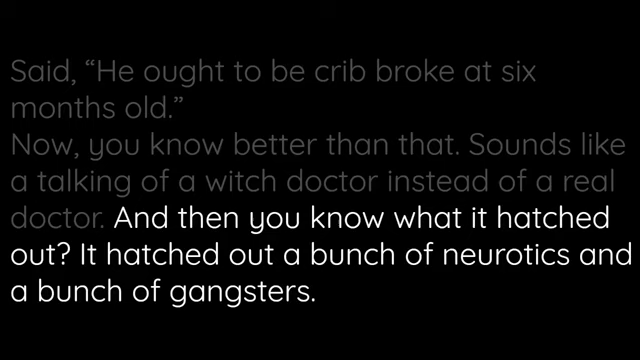 Said, “He ought to be crib broke at six
months old.”
Now, you know better than that. Sounds like
a talking of a witch doctor instead of a real
doctor. And then you know what it hatched
out? It hatched out a bunch of neurotics and
a bunch of gangsters.